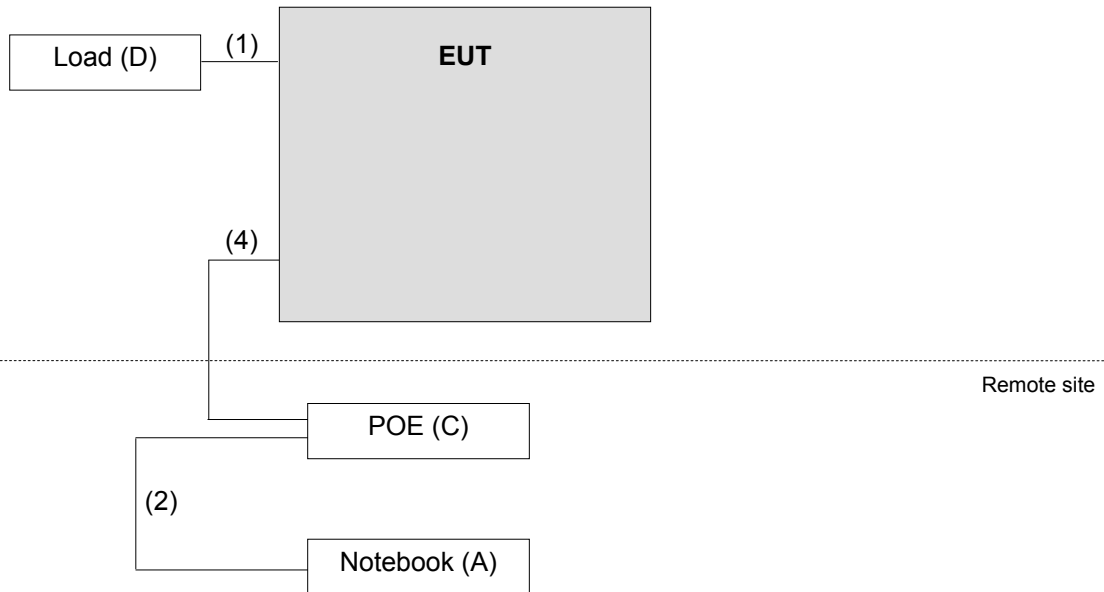 Load (D)
(1)
EUT
(4)
Remote site
POE (C)
(2)
Notebook (A)